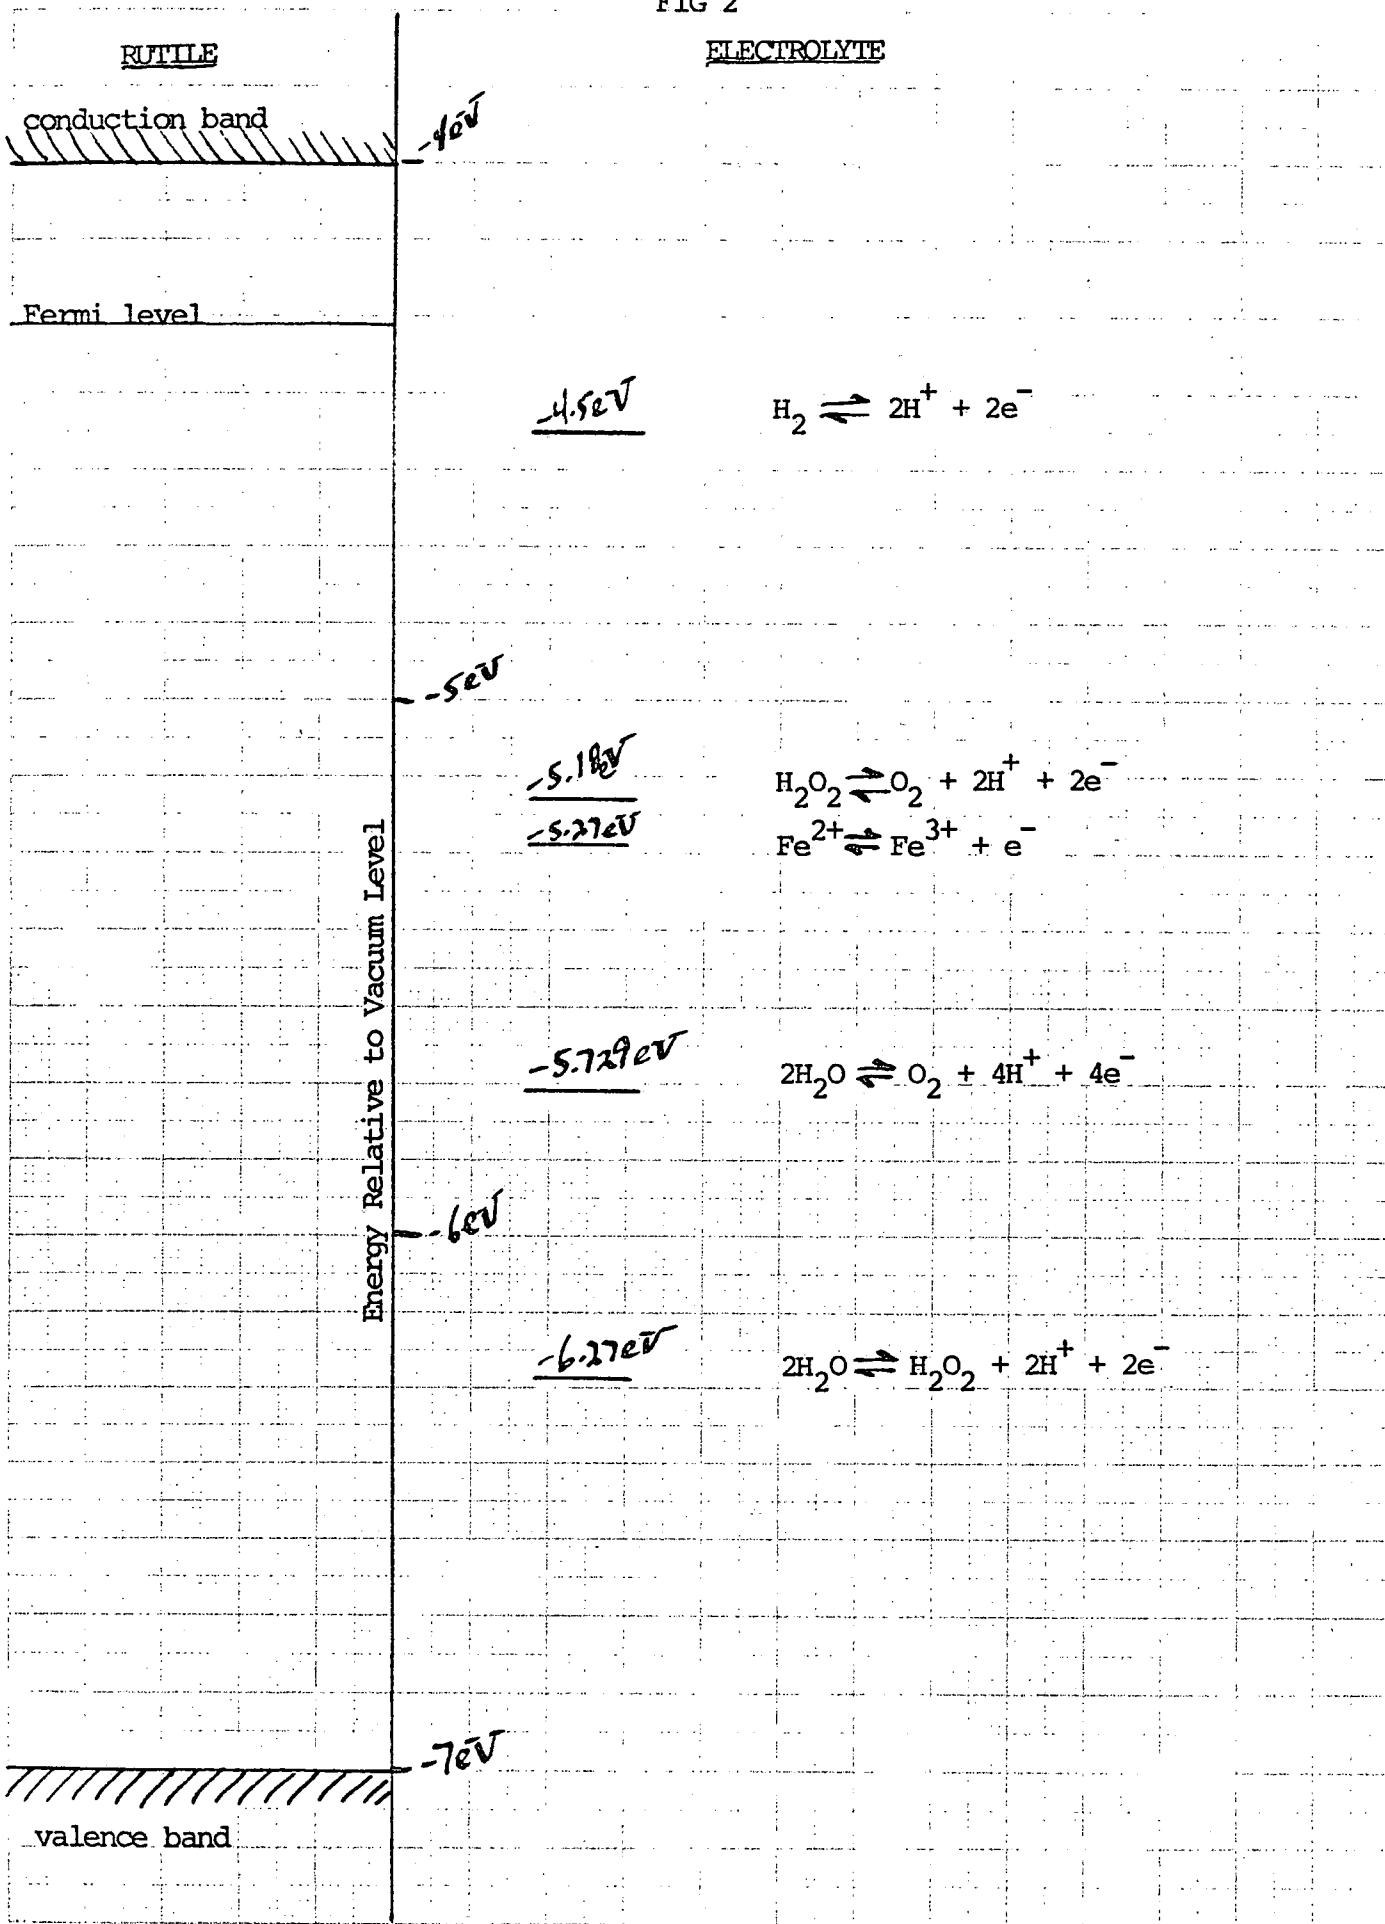 FIG 2
RUTILE
ELECTROLYTE
conduction band
-4eV
Fermi level
-4.5eV H₂ ⇌ 2H⁺ + 2e⁻
-5eV
-5.18eV H₂O₂ ⇌ O₂ + 2H⁺ + 2e⁻
-5.27eV Fe²⁺ ⇌ Fe³⁺ + e⁻
Energy Relative to Vacuum Level
-5.729eV 2H₂O ⇌ O₂ + 4H⁺ + 4e⁻
-6eV
-6.27eV 2H₂O ⇌ H₂O₂ + 2H⁺ + 2e⁻
-7eV
valence band